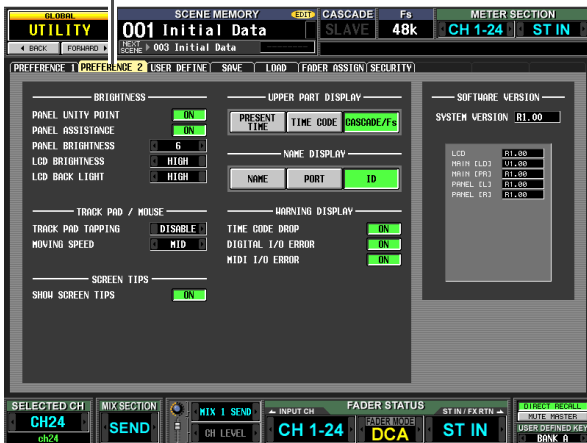 GLOBAL
UTILITY
BACK FORWARD
SCENE MEMORY EDIT
001 Initial Data
NEXT SCENE 003 Initial Data
CASCADE
SLAVE
Fs
48k
METER SECTION
CH 1-24 ST IN
PREFERENCE 1 PREFERENCE 2 USER DEFINE SAVE LOAD FADER ASSIGN SECURITY
BRIGHTNESS
PANEL UNITY POINT ON
PANEL ASSISTANCE ON
PANEL BRIGHTNESS 6
LCD BRIGHTNESS HIGH
LCD BACK LIGHT HIGH
TRACK PAD / MOUSE
TRACK PAD TAPPING DISABLE
MOVING SPEED MID
SCREEN TIPS
SHOW SCREEN TIPS ON
UPPER PART DISPLAY
PRESENT TIME TIME CODE CASCADE/Fs
NAME DISPLAY
NAME PORT ID
WARNING DISPLAY
TIME CODE DROP ON
DIGITAL I/O ERROR ON
MIDI I/O ERROR ON
SOFTWARE VERSION
SYSTEM VERSION R1.00
LCD R1.00
MAIN [LD] V1.00
MAIN [PR] R1.00
PANEL [L] R1.00
PANEL [R] R1.00
SELECTED CH
CH24
ch24
MIX SECTION
SEND
MIX 1 SEND
CH LEVEL
FADER STATUS
INPUT CH
CH 1-24
FADER MODE
DCA
ST IN / FX RTN
ST IN
DIRECT RECALL
MUTE MASTER
USER DEFINED KEY
BANK A